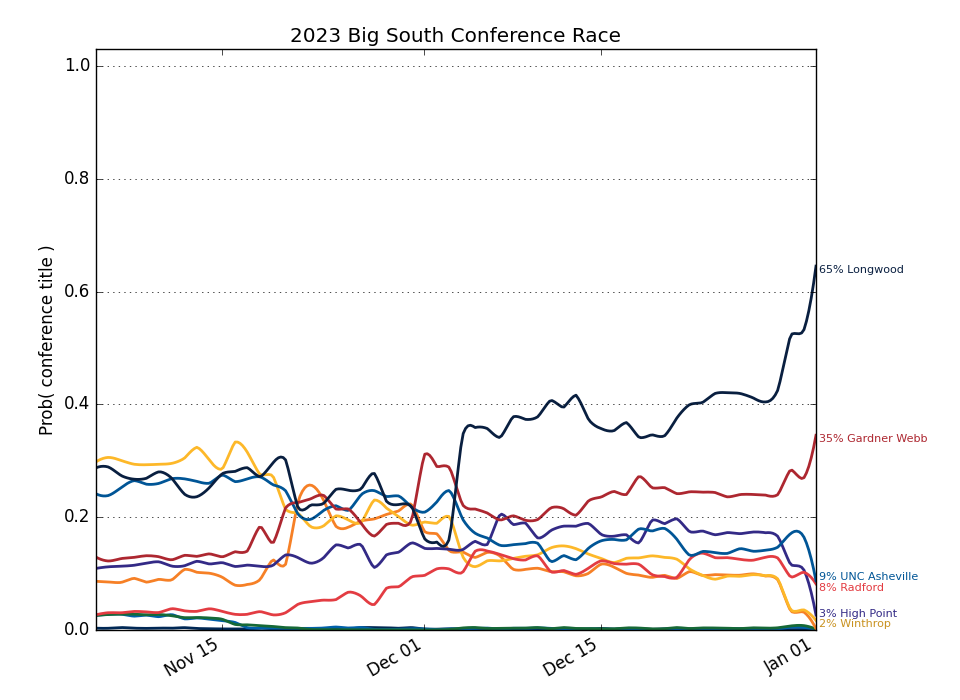 2023 Big South Conference Race
Prob( conference title )
1.0
0.8
0.6
0.4
0.2
0.0
65% Longwood
35% Gardner Webb
9% UNC Asheville
8% Radford
3% High Point
2% Winthrop
Nov 15
Dec 01
Dec 15
Jan 01